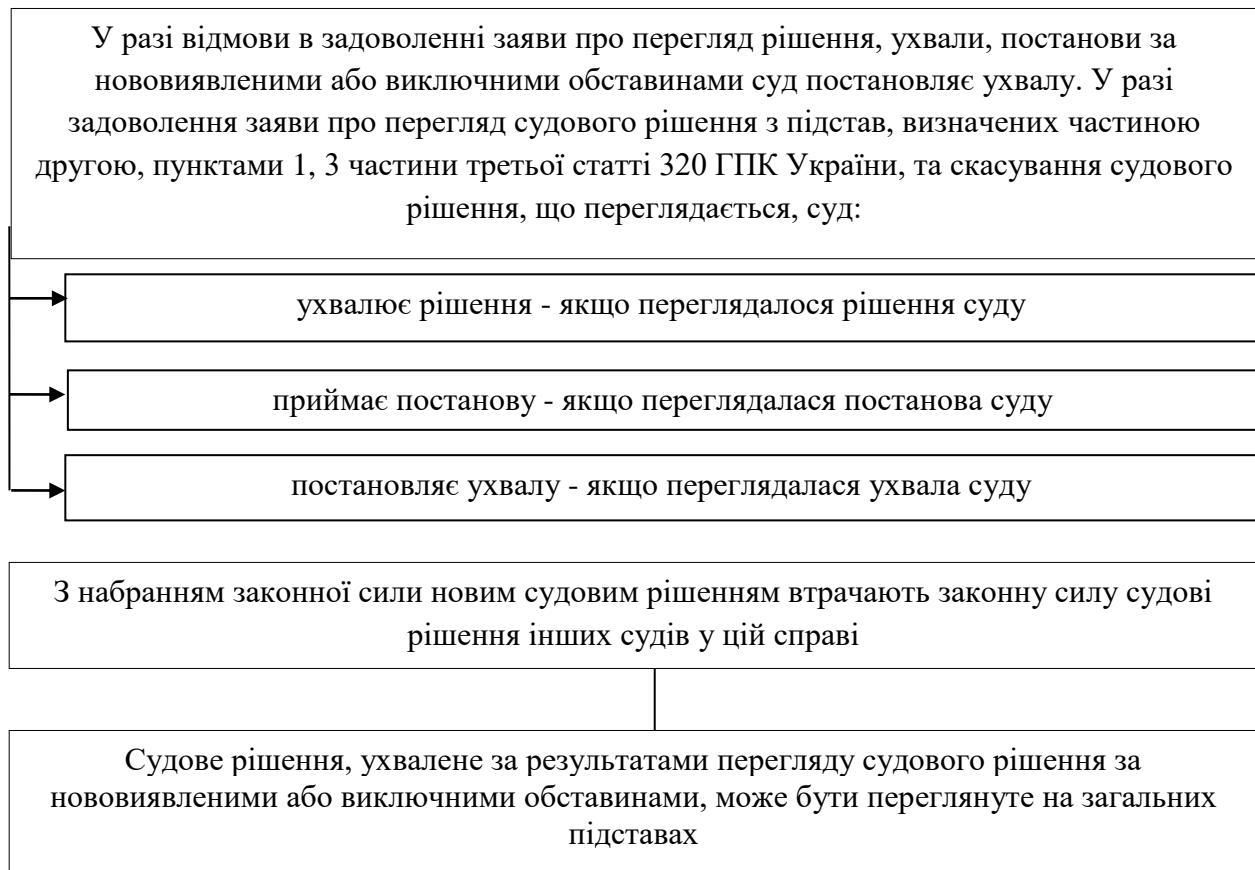 У разі відмови в задоволенні заяви про перегляд рішення, ухвали, постанови за
нововиявленими або виключними обставинами суд постановляє ухвалу. У разі
задоволення заяви про перегляд судового рішення з підстав, визначених частиною
другою, пунктами 1, 3 частини третьої статті 320 ГПК України, та скасування судового
рішення, що переглядається, суд:
ухвалює рішення - якщо переглядалося рішення суду
приймає постанову - якщо переглядалася постанова суду
постановляє ухвалу - якщо переглядалася ухвала суду
З набранням законної сили новим судовим рішенням втрачають законну силу судові
рішення інших судів у цій справі
Судове рішення, ухвалене за результатами перегляду судового рішення за
нововиявленими або виключними обставинами, може бути переглянуте на загальних
підставах